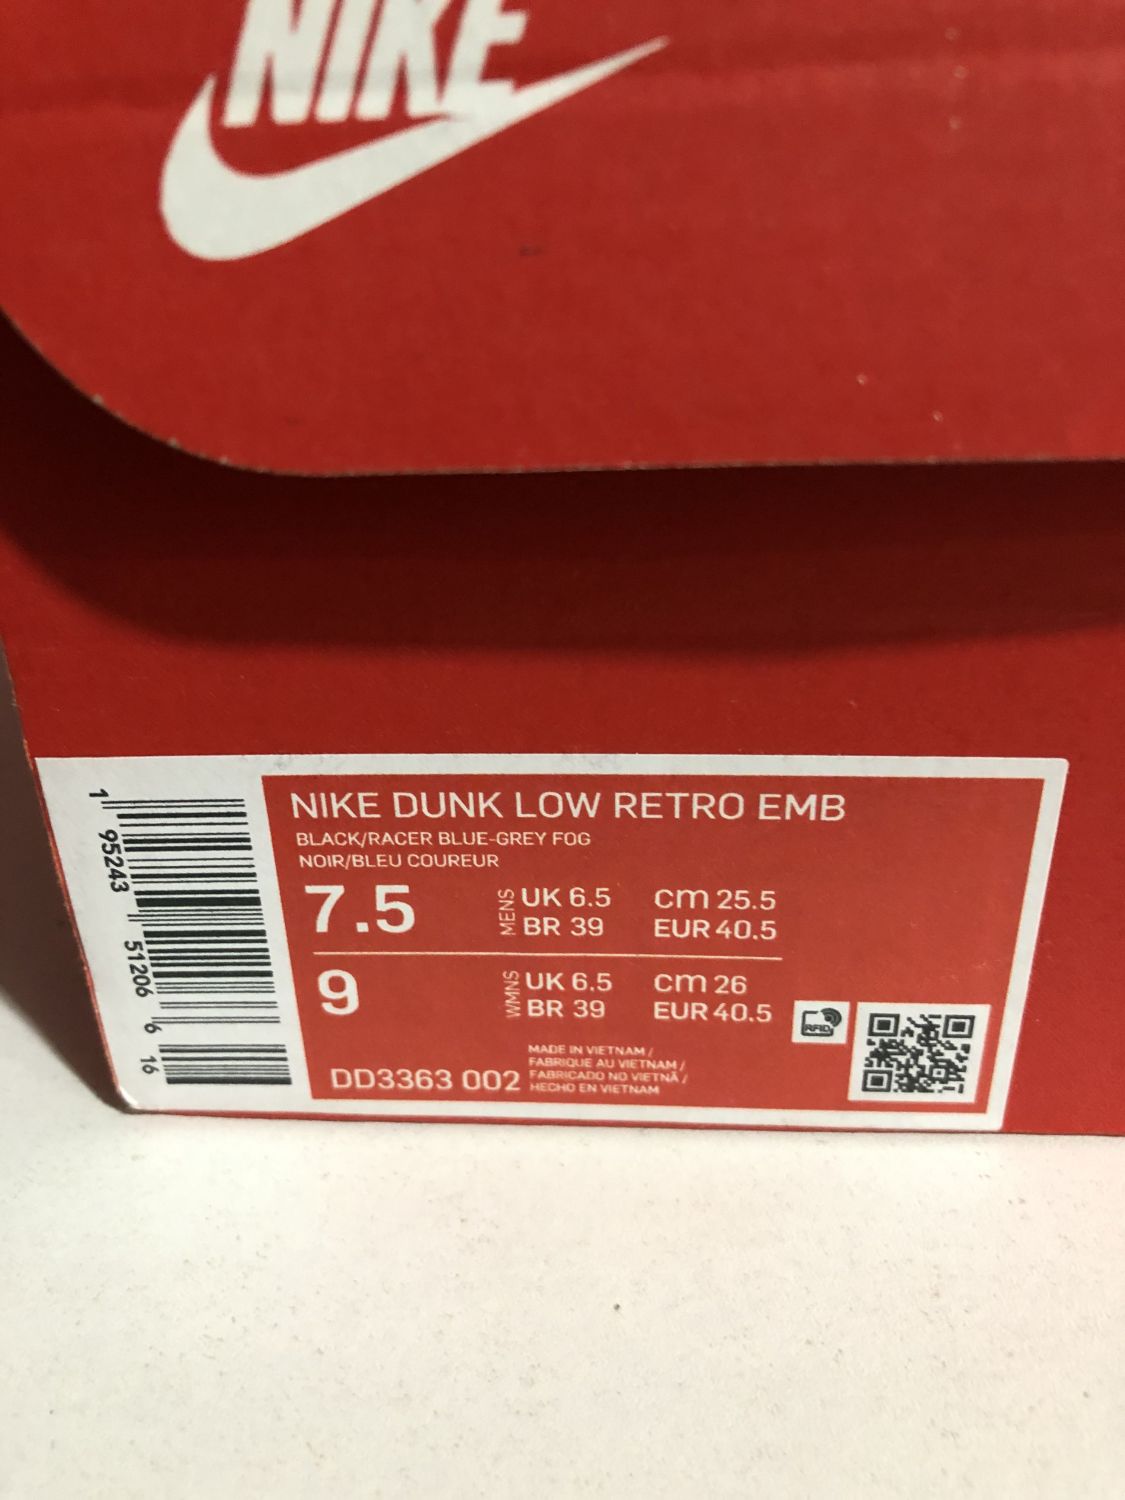 NIKE
NIKE DUNK LOW RETRO EMB
BLACK/RACER BLUE-GREY FOG
NOIR/BLEU COUREUR
7.5 MENS UK 6.5 cm 25.5
BR 39 EUR 40.5
9 WMNS UK 6.5 cm 26
BR 39 EUR 40.5
RFID
DD3363 002
MADE IN VIETNAM /
FABRIQUE AU VIETNAM /
FABRICADO NO VIETNÃ /
HECHO EN VIETNAM
1 95243 51206 6 16